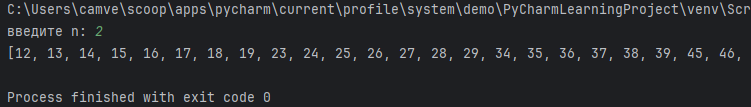 C:\Users\camve\scoop\apps\pycharm\current\profile\system\demo\PyCharmLearningProject\venv\Scr
введите n: 2
[12, 13, 14, 15, 16, 17, 18, 19, 23, 24, 25, 26, 27, 28, 29, 34, 35, 36, 37, 38, 39, 45, 46,
Process finished with exit code 0